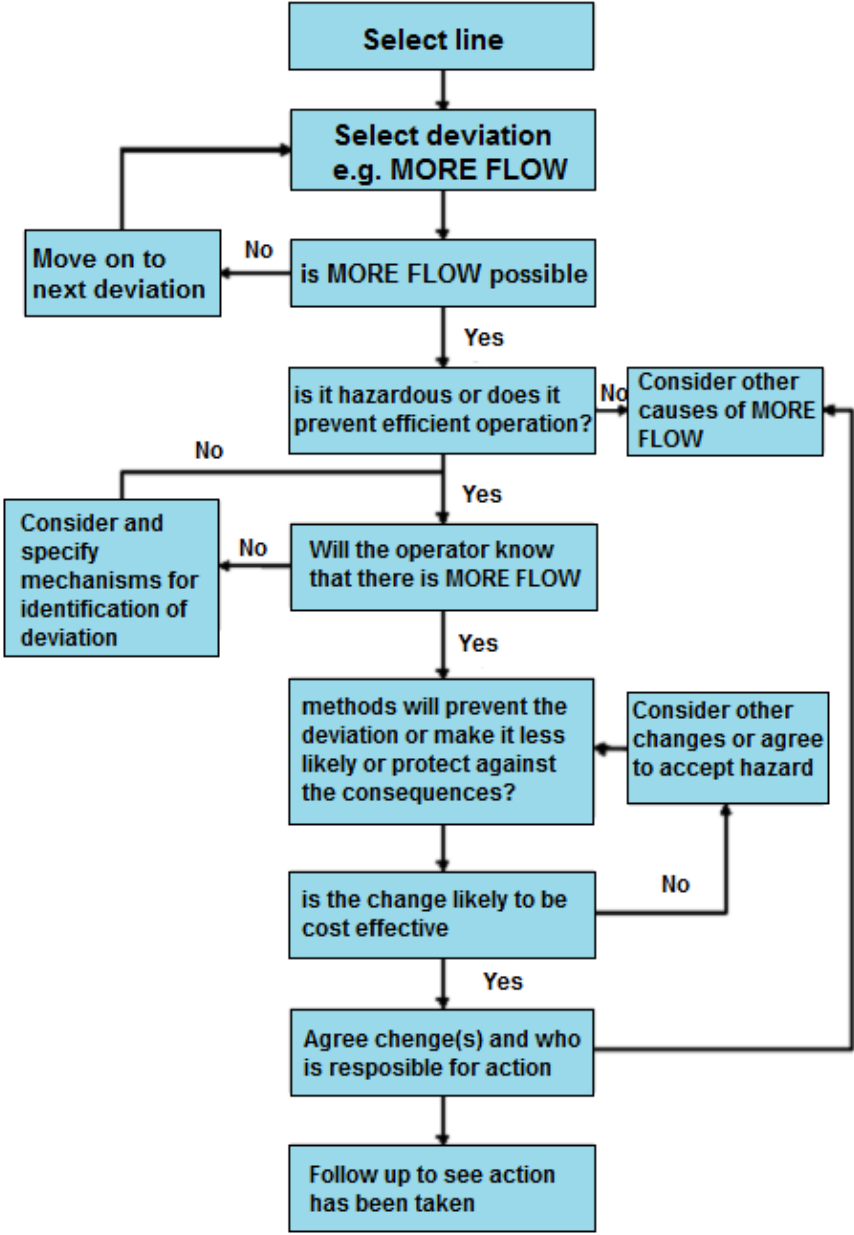 Select line
Select deviation
e.g. MORE FLOW
Move on to
next deviation
No
is MORE FLOW possible
Yes
is it hazardous or does it
prevent efficient operation?
No
Consider other
causes of MORE
FLOW
No
Yes
Consider and
specify
mechanisms for
identification of
deviation
No
Will the operator know
that there is MORE FLOW
Yes
methods will prevent the
deviation or make it less
likely or protect against
the consequences?
Consider other
changes or agree
to accept hazard
is the change likely to be
cost effective
No
Yes
Agree chenge(s) and who
is resposible for action
Follow up to see action
has been taken